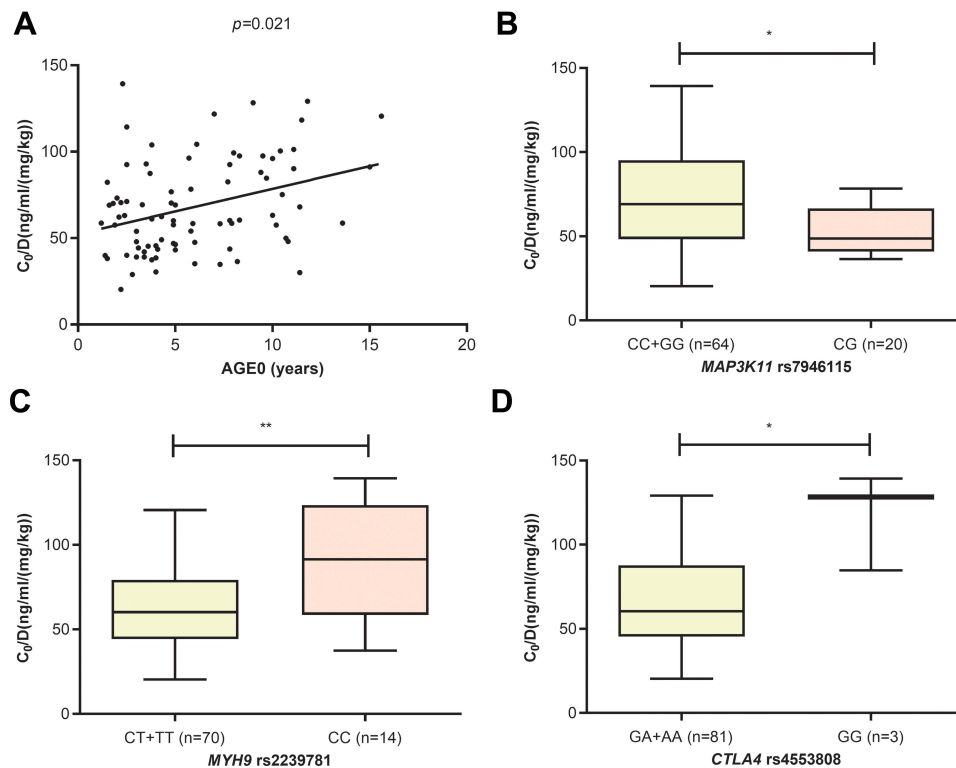 A
p=0.021
C₀/D(ng/ml/(mg/kg))
150
100
50
0
0 5 10 15 20
AGE0 (years)
B
*
C₀/D(ng/ml/(mg/kg))
150
100
50
0
CC+GG (n=64) CG (n=20)
MAP3K11 rs7946115
C
**
C₀/D(ng/ml/(mg/kg))
150
100
50
0
CT+TT (n=70) CC (n=14)
MYH9 rs2239781
D
*
C₀/D(ng/ml/(mg/kg))
150
100
50
0
GA+AA (n=81) GG (n=3)
CTLA4 rs4553808